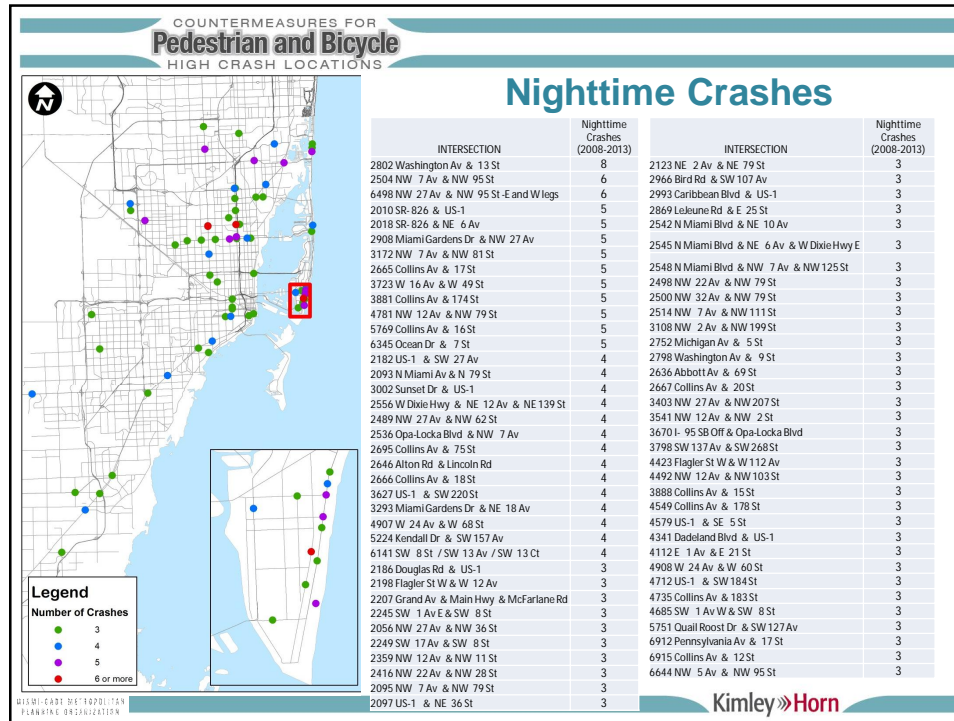 COUNTERMEASURES FOR
Pedestrian and Bicycle
HIGH CRASH LOCATIONS
N
Nighttime Crashes
INTERSECTION Nighttime Crashes (2008-2013)
2802 Washington Av & 13 St 8
2504 NW 7 Av & NW 95 St 6
6498 NW 27 Av & NW 95 St -E and W legs 6
2010 SR- 826 & US-1 5
2018 SR- 826 & NE 6 Av 5
2908 Miami Gardens Dr & NW 27 Av 5
3172 NW 7 Av & NW 81 St 5
2665 Collins Av & 17 St 5
3723 W 16 Av & W 49 St 5
3881 Collins Av & 174 St 5
4781 NW 12 Av & NW 79 St 5
5769 Collins Av & 16 St 5
6345 Ocean Dr & 7 St 5
2182 US-1 & SW 27 Av 4
2093 N Miami Av & N 79 St 4
3002 Sunset Dr & US-1 4
2556 W Dixie Hwy & NE 12 Av & NE 139 St 4
2489 NW 27 Av & NW 62 St 4
2536 Opa-Locka Blvd & NW 7 Av 4
2695 Collins Av & 75 St 4
2646 Alton Rd & Lincoln Rd 4
2666 Collins Av & 18 St 4
3627 US-1 & SW 220 St 4
3293 Miami Gardens Dr & NE 18 Av 4
4907 W 24 Av & W 68 St 4
5224 Kendall Dr & SW 157 Av 4
6141 SW 8 St / SW 13 Av / SW 13 Ct 4
2186 Douglas Rd & US-1 3
2198 Flagler St W & W 12 Av 3
2207 Grand Av & Main Hwy & McFarlane Rd 3
2245 SW 1 Av E & SW 8 St 3
2056 NW 27 Av & NW 36 St 3
2249 SW 17 Av & SW 8 St 3
2359 NW 12 Av & NW 11 St 3
2416 NW 22 Av & NW 28 St 3
2095 NW 7 Av & NW 79 St 3
2097 US-1 & NE 36 St 3
INTERSECTION Nighttime Crashes (2008-2013)
2123 NE 2 Av & NE 79 St 3
2966 Bird Rd & SW 107 Av 3
2993 Caribbean Blvd & US-1 3
2869 LeJeune Rd & E 25 St 3
2542 N Miami Blvd & NE 10 Av 3
2545 N Miami Blvd & NE 6 Av & W Dixie Hwy E 3
2548 N Miami Blvd & NW 7 Av & NW 125 St 3
2498 NW 22 Av & NW 79 St 3
2500 NW 32 Av & NW 79 St 3
2514 NW 7 Av & NW 111 St 3
3108 NW 2 Av & NW 199 St 3
2752 Michigan Av & 5 St 3
2798 Washington Av & 9 St 3
2636 Abbott Av & 69 St 3
2667 Collins Av & 20 St 3
3403 NW 27 Av & NW 207 St 3
3541 NW 12 Av & NW 2 St 3
3670 I- 95 SB Off & Opa-Locka Blvd 3
3798 SW 137 Av & SW 268 St 3
4423 Flagler St W & W 112 Av 3
4492 NW 12 Av & NW 103 St 3
3888 Collins Av & 15 St 3
4549 Collins Av & 178 St 3
4579 US-1 & SE 5 St 3
4341 Dadeland Blvd & US-1 3
4112 E 1 Av & E 21 St 3
4908 W 24 Av & W 60 St 3
4712 US-1 & SW 184 St 3
4735 Collins Av & 183 St 3
4685 SW 1 Av W & SW 8 St 3
5751 Quail Roost Dr & SW 127 Av 3
6912 Pennsylvania Av & 17 St 3
6915 Collins Av & 12 St 3
6644 NW 5 Av & NW 95 St 3
Legend
Number of Crashes
3
4
5
6 or more
MIAMI-DADE METROPOLITAN
PLANNING ORGANIZATION
Kimley»Horn